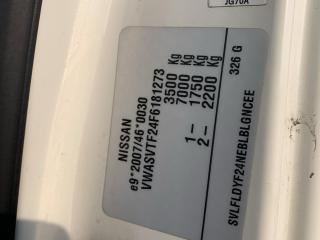 NISSAN
e9*2007/46*0030
VWASVTF24F6181273
3500 Kg
7000 Kg
1– 1750 Kg
2– 2200 Kg
326 G
SVLFLDYF24NEBLBLGNCEE
JG70A